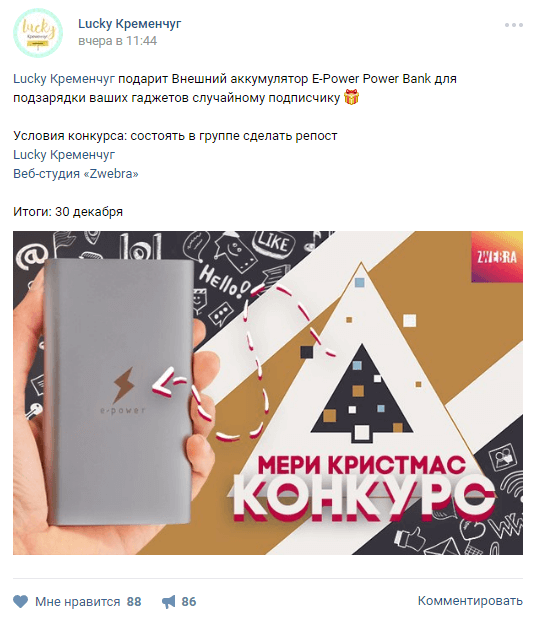 Lucky Кременчуг
вчера в 11:44
lucky
Кременчуг
Lucky Кременчуг подарит Внешний аккумулятор E-Power Power Bank для
подзарядки ваших гаджетов случайному подписчику
Условия конкурса: состоять в группе сделать репост
Lucky Кременчуг
Веб-студия «Zwebra»
Итоги: 30 декабря
LIKE
Hello!
ZWEBRA
e-power
МЕРИ КРИСТМАС
КОНКУРС
Мне нравится 88
86
Комментировать